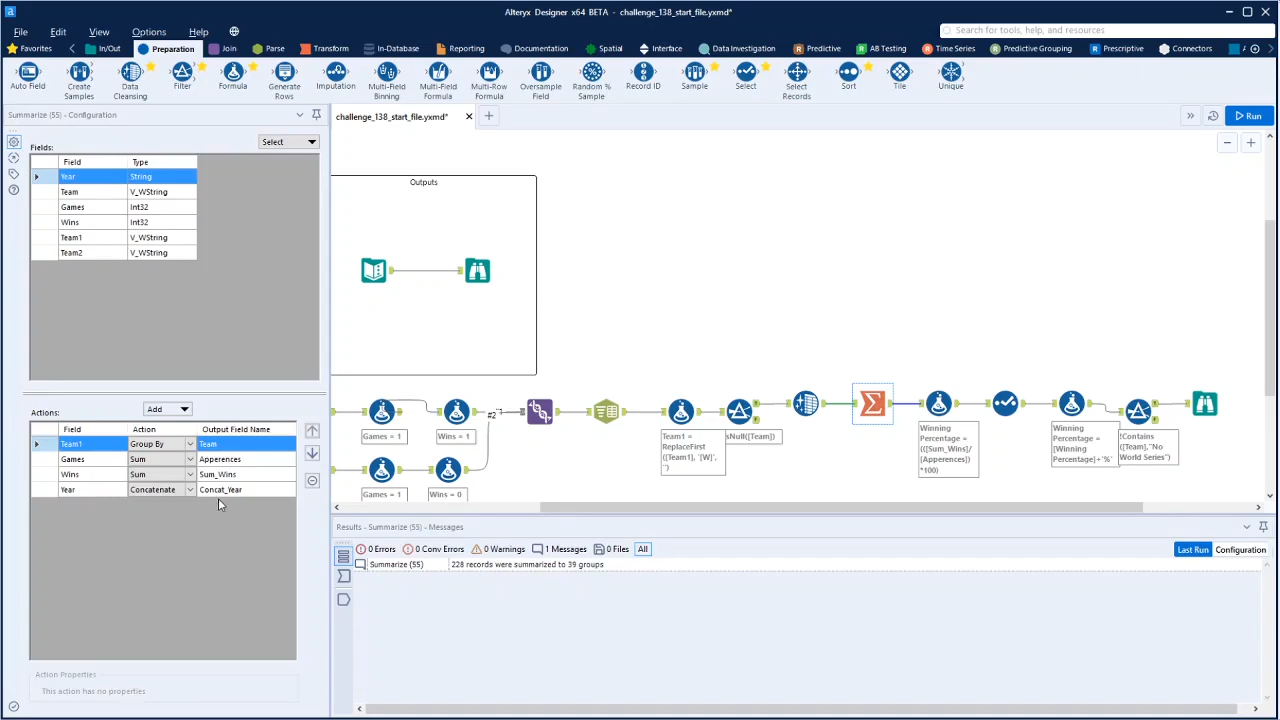 Alteryx Designer x64 BETA - challenge_138_start_file.yxmd*
File Edit View Options Help
Search for tools, help, and resources
Favorites In/Out Preparation Join Parse Transform In-Database Reporting Documentation Spatial Interface Data Investigation Predictive AB Testing Time Series Predictive Grouping Prescriptive Connectors
Auto Field Create Samples Data Cleansing Filter Formula Generate Rows Imputation Multi-Field Binning Multi-Field Formula Multi-Row Formula Oversample Field Random % Sample Record ID Sample Select Select Records Sort Tile Unique
Summarize (55) - Configuration
challenge_138_start_file.yxmd*
Run
Fields:
Select
Field Type
Year String
Team V_WString
Games Int32
Wins Int32
Team1 V_WString
Team2 V_WString
Outputs
Actions:
Add
Field Action Output Field Name
Team1 Group By Team
Games Sum Apperences
Wins Sum Sum_Wins
Year Concatenate Concat_Year
Action Properties
This action has no properties
#2
Games = 1
Wins = 1
Games = 1
Wins = 0
Team1 =
ReplaceFirst
([Team1], '[W]',
'')
sNull([Team])
Winning
Percentage =
([Sum_Wins]/
[Apperences])
*100)
Winning
Percentage =
[Winning
Percentage]+'%'
!Contains
([Team],"No
World Series")
Results - Summarize (55) - Messages
0 Errors 0 Conv Errors 0 Warnings 1 Messages 0 Files All
Last Run Configuration
Summarize (55) 228 records were summarized to 39 groups